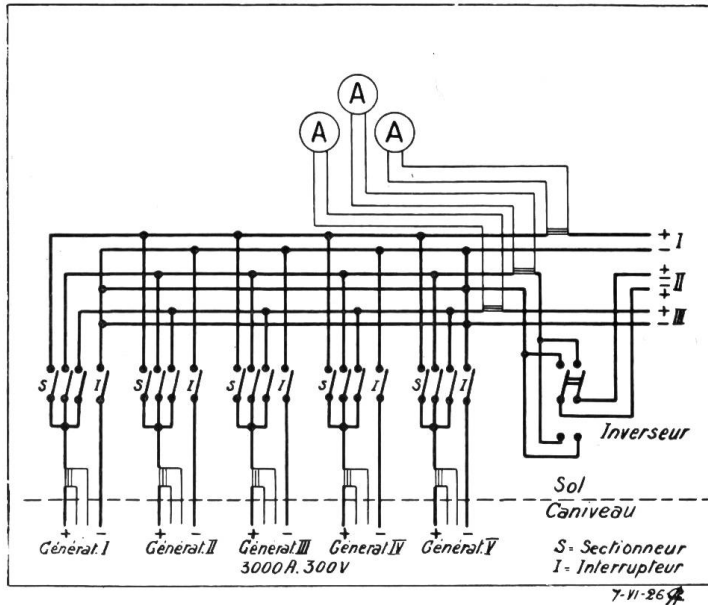 A
A A
+ I
-
+ II
-
- +
+ III
-
S I S I S I S I S I
Inverseur
Sol
Caniveau
+ - + - + - + - + -
Générat. I Générat. II Générat. III Générat. IV Générat. V
3000 A. 300 V
S = Sectionneur
I = Interrupteur
7-VI-26